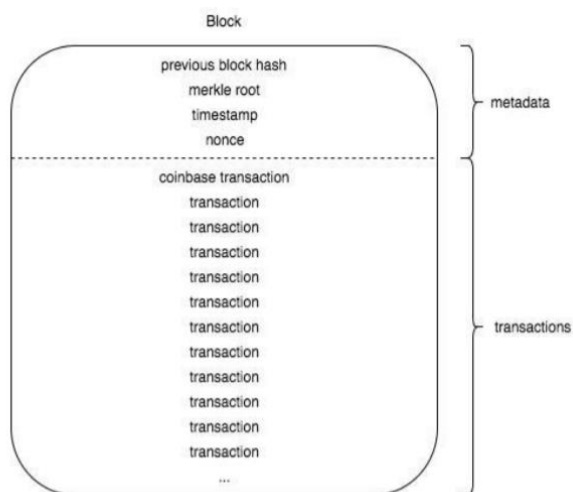 Block
previous block hash
merkle root
timestamp
nonce
metadata
coinbase transaction
transaction
transaction
transaction
transaction
transaction
transaction
transaction
transaction
transaction
transaction
transaction
...
transactions